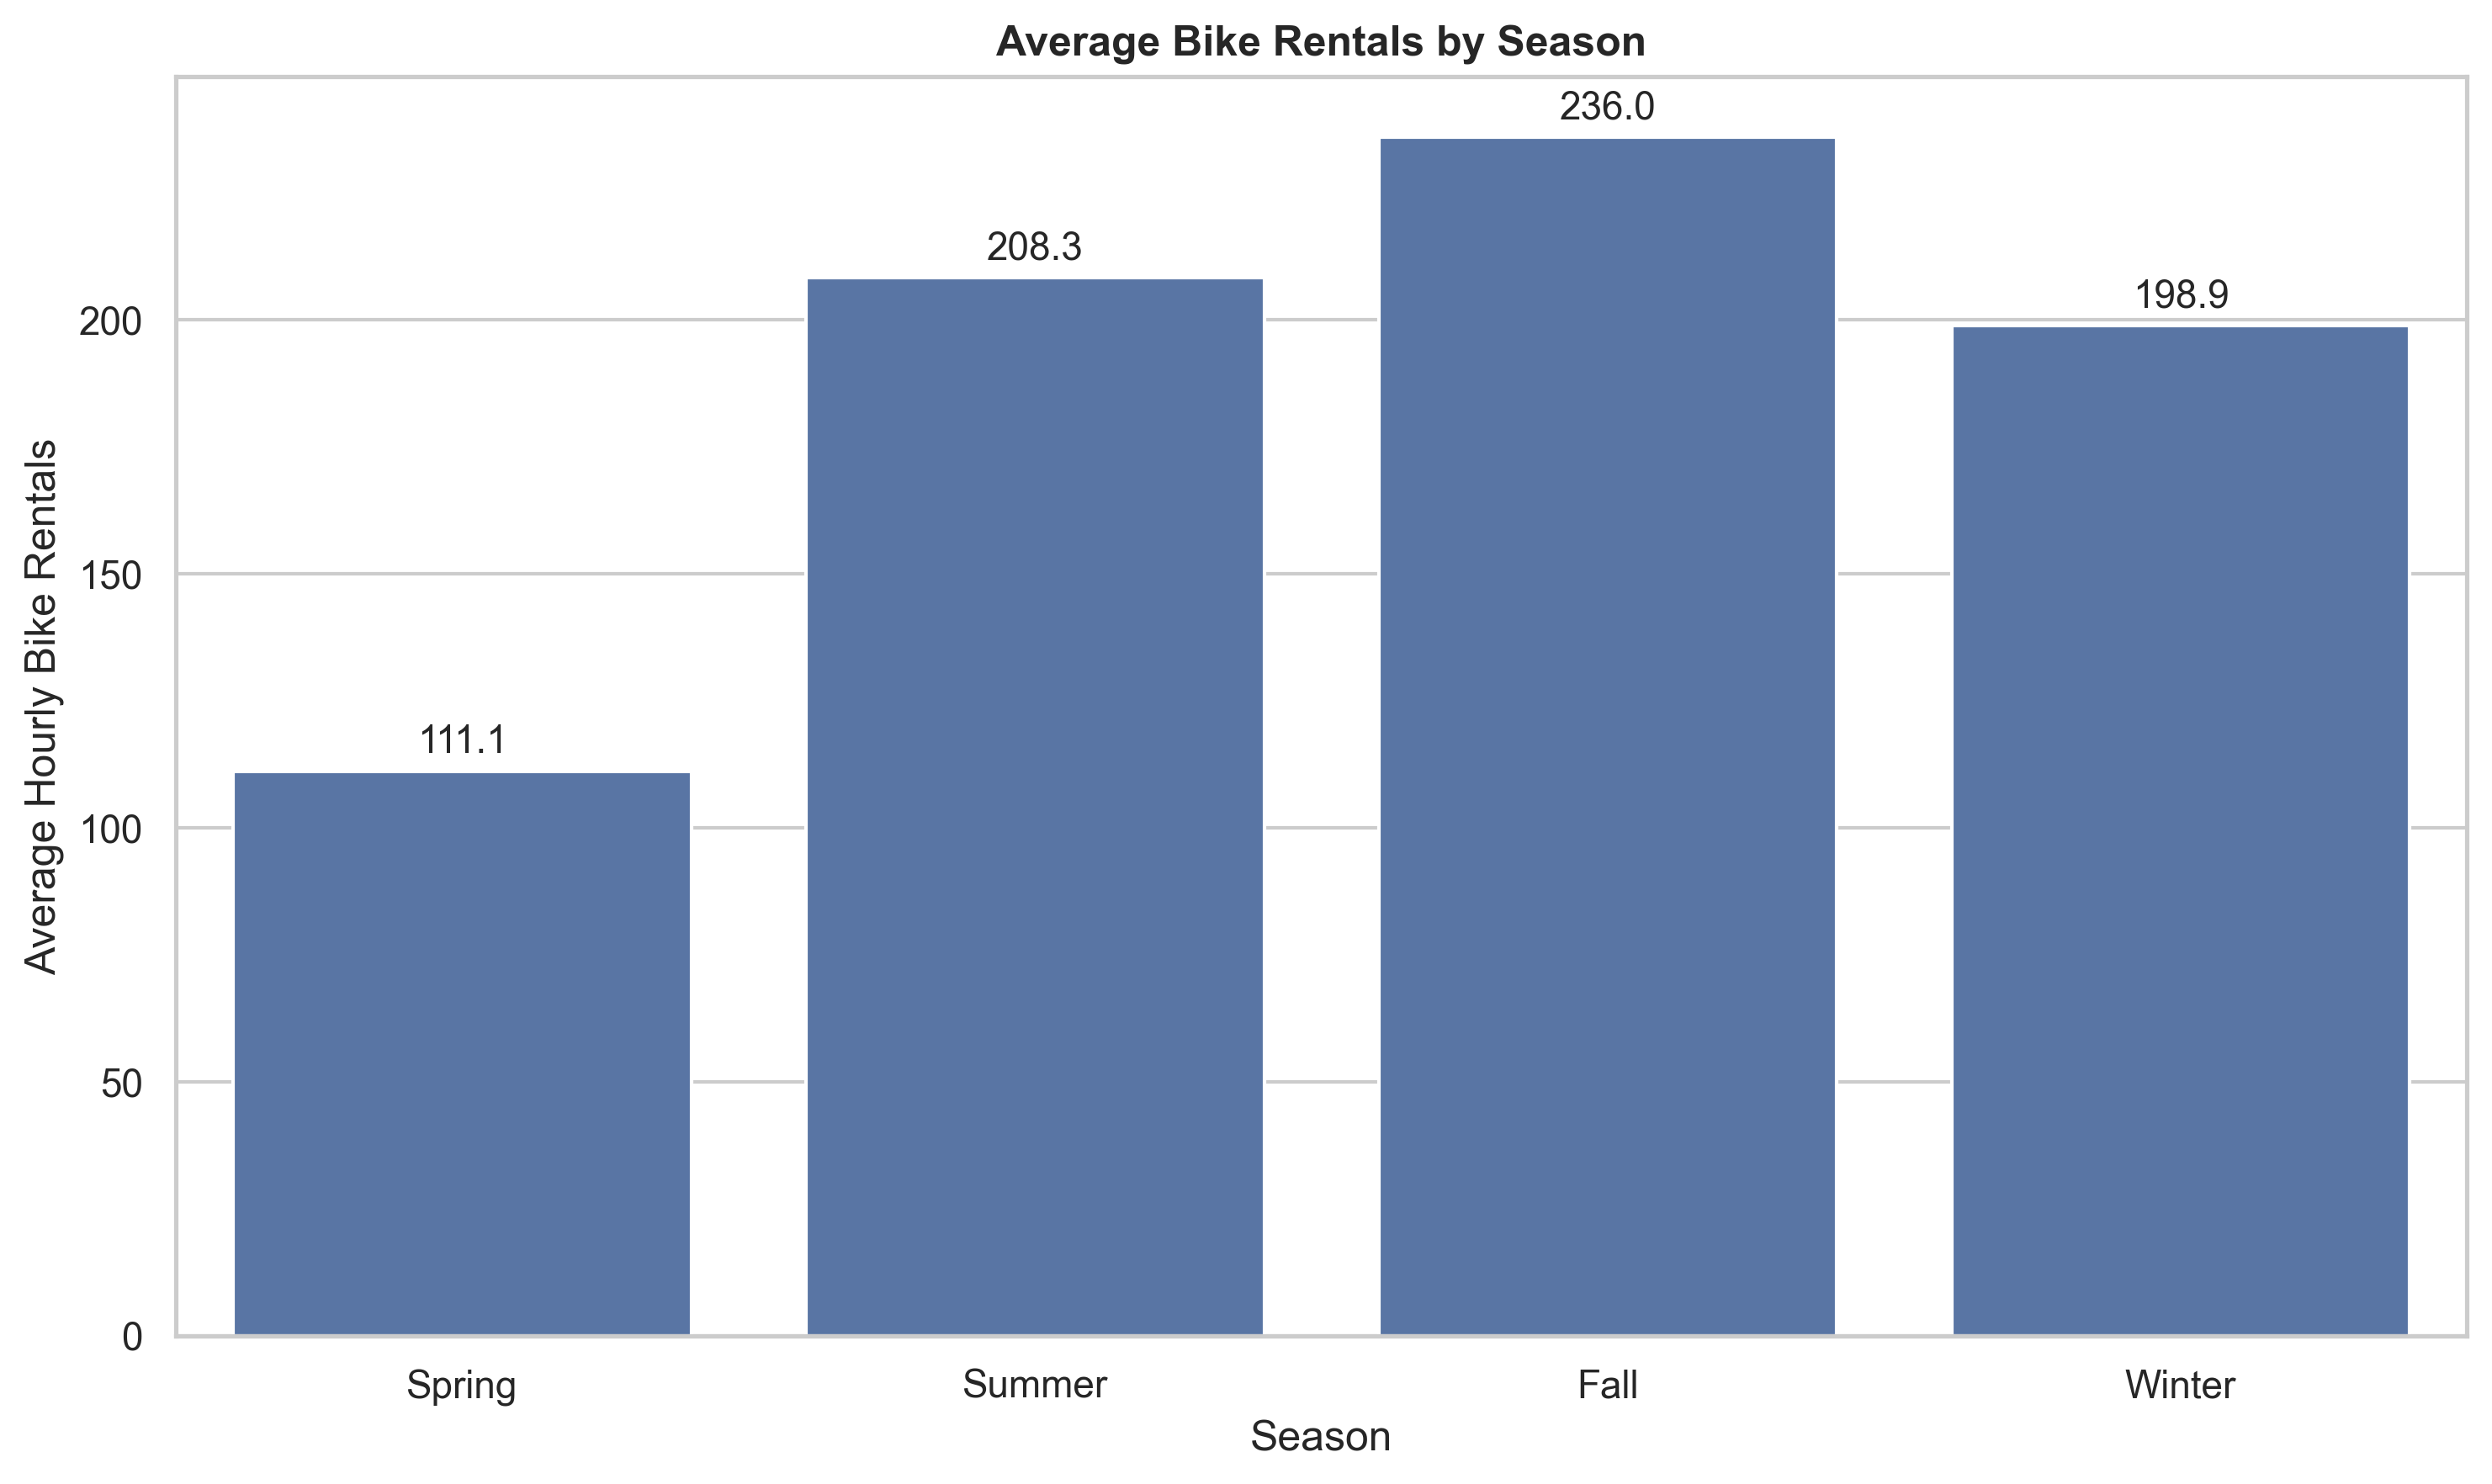 Average Bike Rentals by Season
236.0
208.3
198.9
111.1
Average Hourly Bike Rentals
200
150
100
50
0
Spring Summer Fall Winter
Season